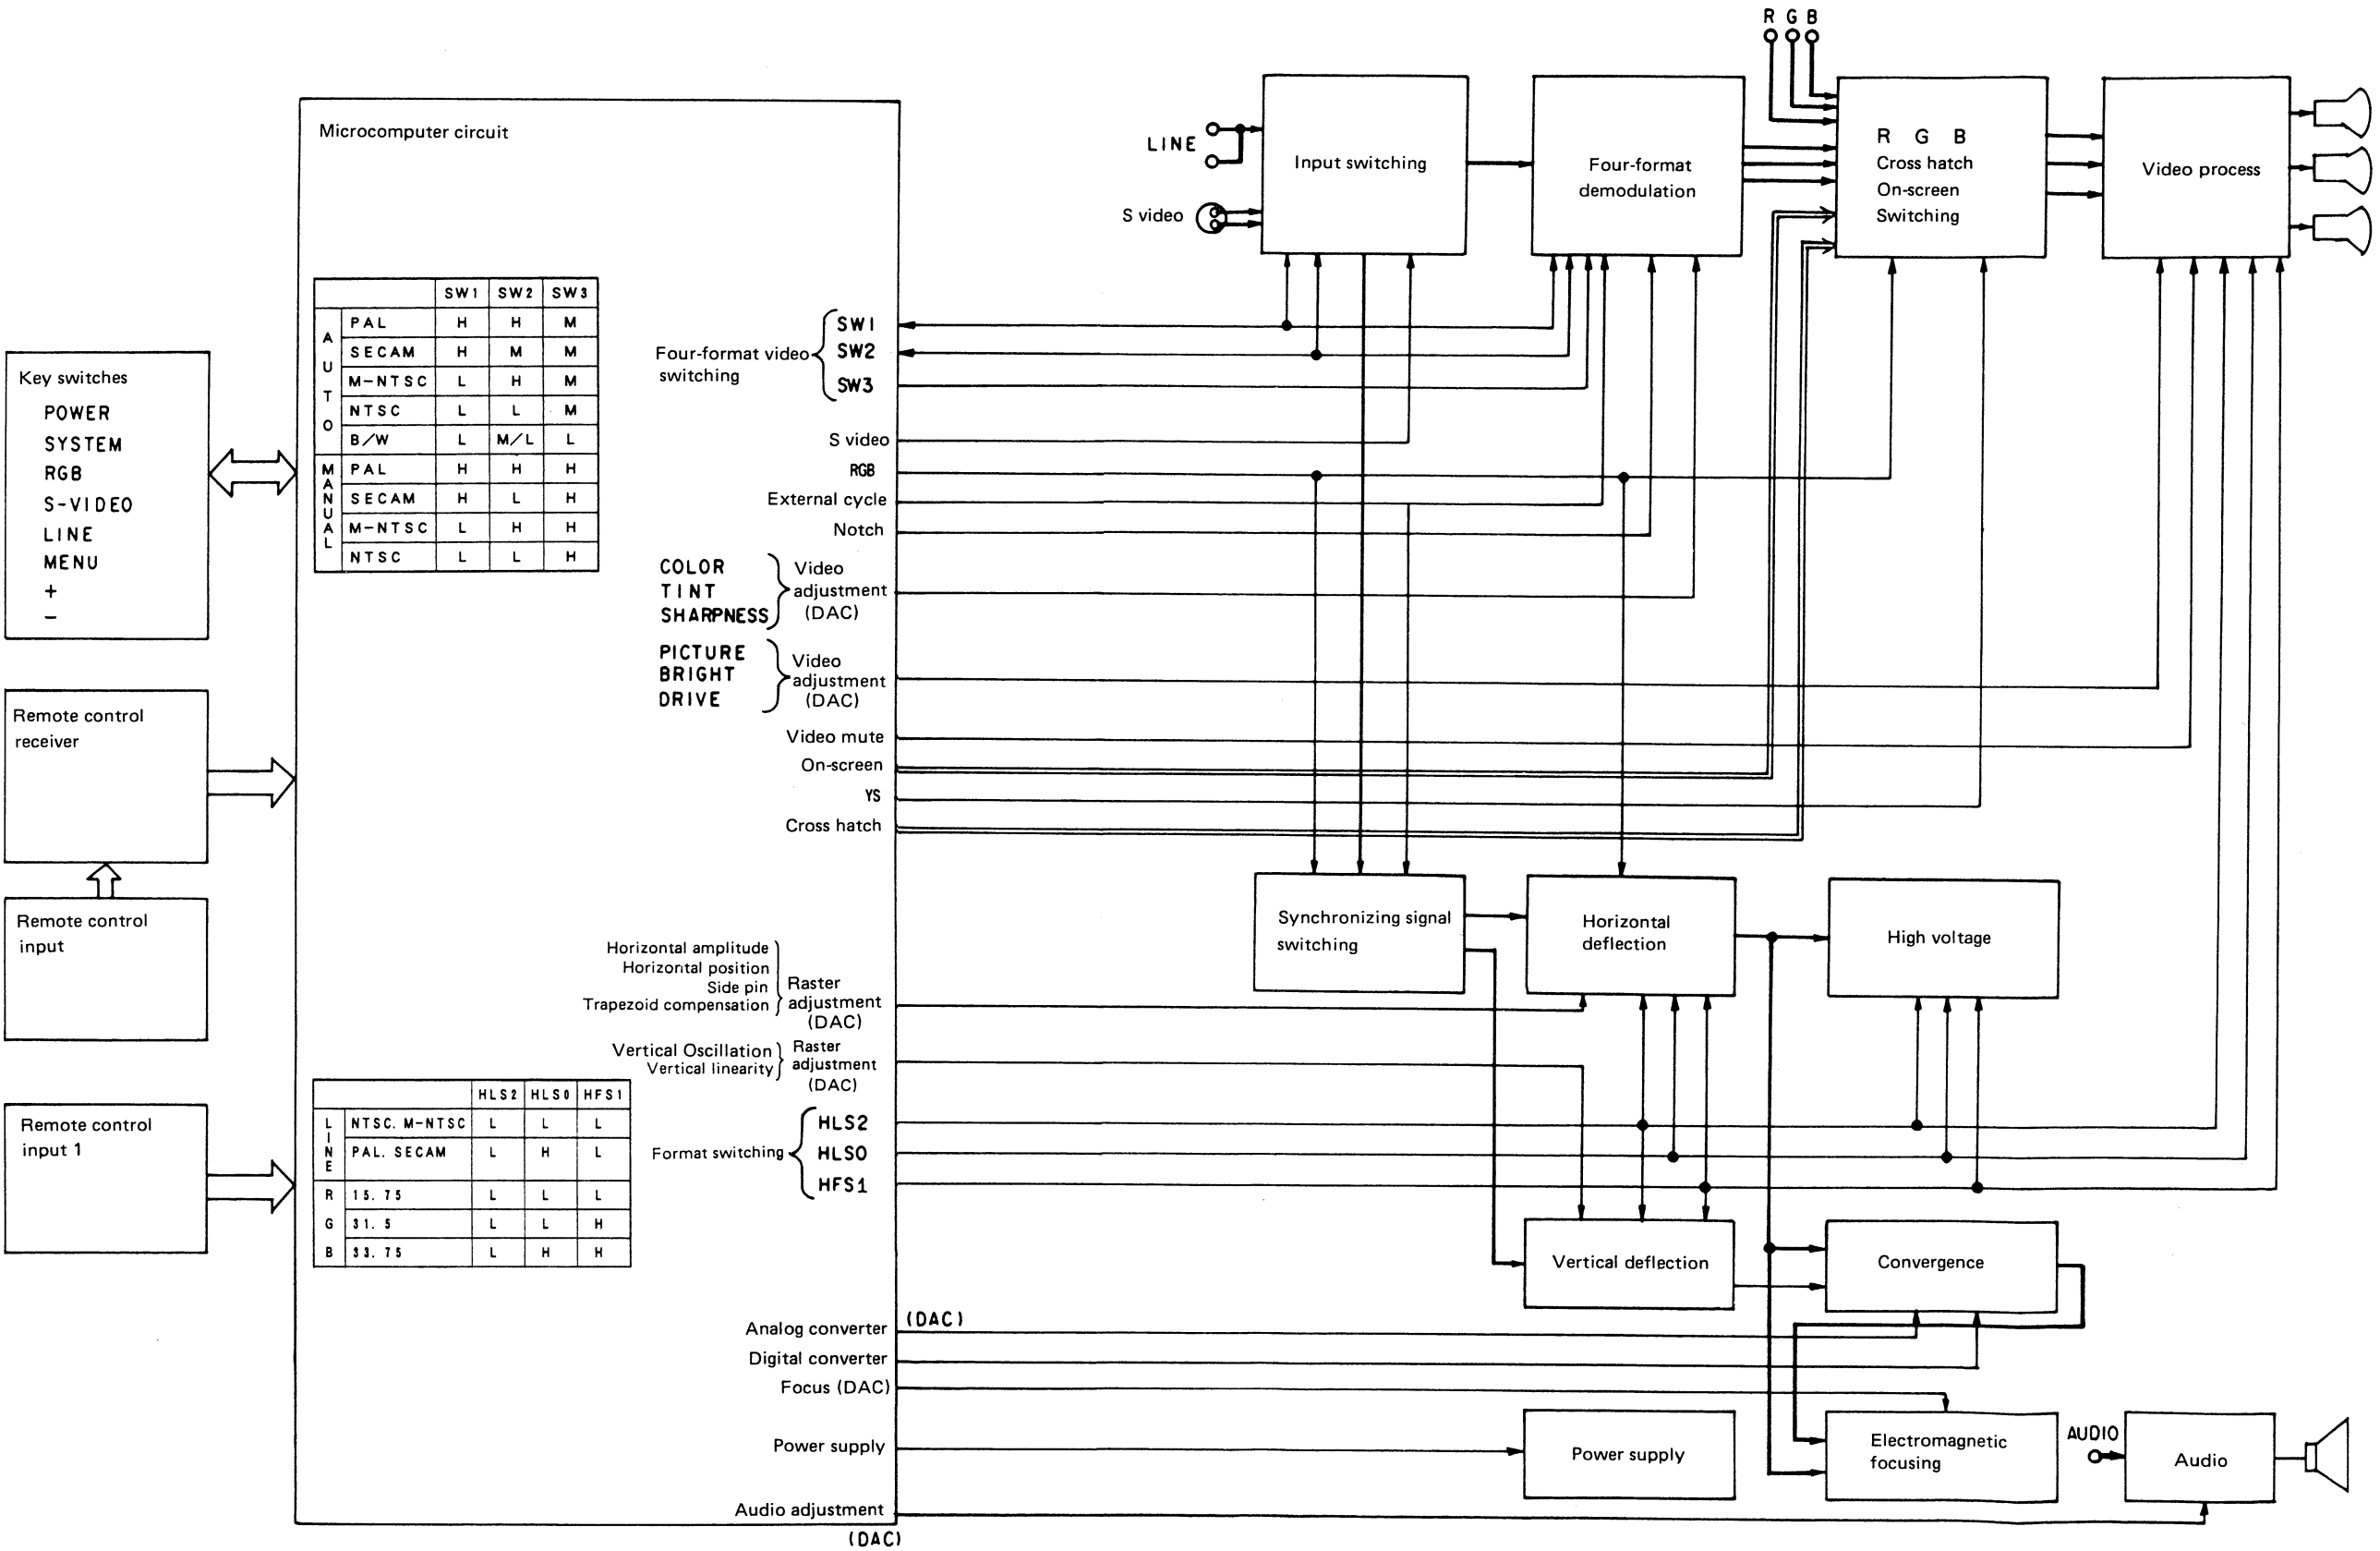 R G B
Microcomputer circuit
LINE
S video
Input switching
Four-format
demodulation
R G B
Cross hatch
On-screen
Switching
Video process
SW1 SW2 SW3
AUTO
PAL H H M
SECAM H M M
M-NTSC L H M
NTSC L L M
B/W L M/L L
MANUAL
PAL H H H
SECAM H L H
M-NTSC L H H
NTSC L L H
Four-format video
switching
SW1
SW2
SW3
S video
RGB
External cycle
Notch
COLOR
TINT
SHARPNESS
Video
adjustment
(DAC)
PICTURE
BRIGHT
DRIVE
Video
adjustment
(DAC)
Video mute
On-screen
YS
Cross hatch
Key switches
POWER
SYSTEM
RGB
S-VIDEO
LINE
MENU
+
−
Remote control
receiver
Remote control
input
Remote control
input 1
Synchronizing signal
switching
Horizontal
deflection
High voltage
Horizontal amplitude
Horizontal position
Side pin
Trapezoid compensation
Raster
adjustment
(DAC)
Vertical Oscillation
Vertical linearity
Raster
adjustment
(DAC)
HLS2 HLS0 HFS1
LINE
NTSC. M-NTSC L L L
PAL. SECAM L H L
RGB
15. 75 L L L
31. 5 L L H
33. 75 L H H
Format switching
HLS2
HLS0
HFS1
Vertical deflection
Convergence
Analog converter
(DAC)
Digital converter
Focus (DAC)
Power supply
Power supply
Electromagnetic
focusing
AUDIO
Audio
Audio adjustment
(DAC)